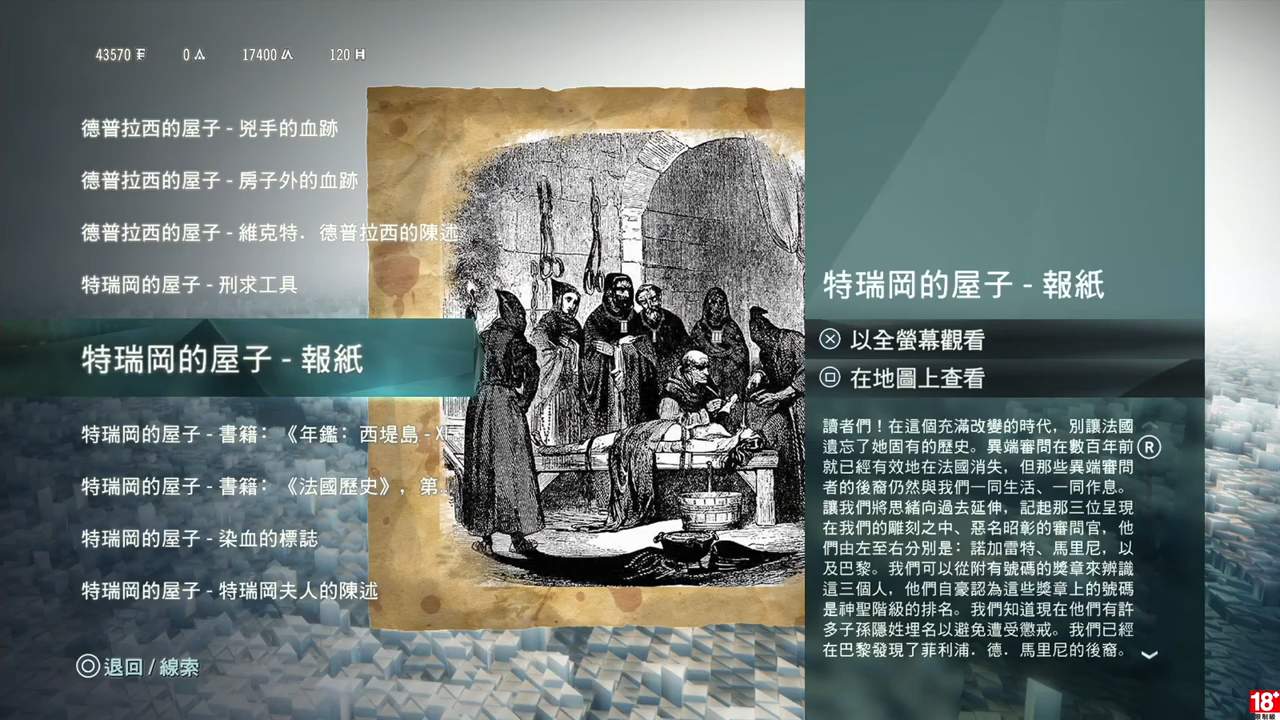 43570 0 17400 120
德普拉西的屋子 - 兇手的血跡
德普拉西的屋子 - 房子外的血跡
德普拉西的屋子 - 維克特．德普拉西的陳述
特瑞岡的屋子 - 刑求工具
特瑞岡的屋子 - 報紙
特瑞岡的屋子 - 書籍：《年鑑：西堤島 - XI
特瑞岡的屋子 - 書籍：《法國歷史》，第...
特瑞岡的屋子 - 染血的標誌
特瑞岡的屋子 - 特瑞岡夫人的陳述
退回 / 線索
II
III
特瑞岡的屋子 - 報紙
以全螢幕觀看
在地圖上查看
讀者們！在這個充滿改變的時代，別讓法國
遺忘了她固有的歷史。異端審問在數百年前
就已經有效地在法國消失，但那些異端審問
者的後裔仍然與我們一同生活、一同作息。
讓我們將思緒向過去延伸，記起那三位呈現
在我們的雕刻之中、惡名昭彰的審問官，他
們由左至右分別是：諾加雷特、馬里尼，以
及巴黎。我們可以從附有號碼的獎章來辨識
這三個人，他們自豪認為這些獎章上的號碼
是神聖階級的排名。我們知道現在他們有許
多子孫隱姓埋名以避免遭受懲戒。我們已經
在巴黎發現了菲利浦．德．馬里尼的後裔。
R
18+
限制級